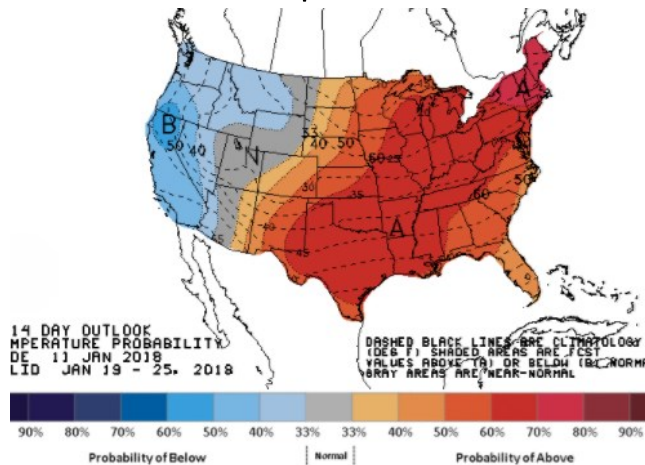 A
B
50 40
N
33
40 50
60
A
50
60
30
35
40
45
45
A
14 DAY OUTLOOK
MPERATURE PROBABILITY
DE 11 JAN 2018
LID JAN 19 - 25, 2018
DASHED BLACK LINES ARE CLIMATOLOGY
(DEG F) SHADED AREAS ARE FCST
VALUES ABOVE (A) OR BELOW (B) NORMA
GRAY AREAS ARE NEAR-NORMAL
90% 80% 70% 60% 50% 40% 33% 33% 40% 50% 60% 70% 80% 90%
Probability of Below Normal Probability of Above